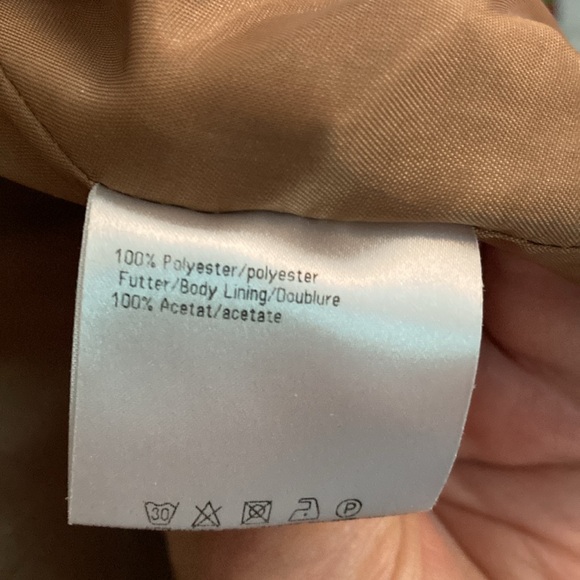 100% Polyester/polyester
Futter/Body Lining/Doublure
100% Acetat/acetate
30 P